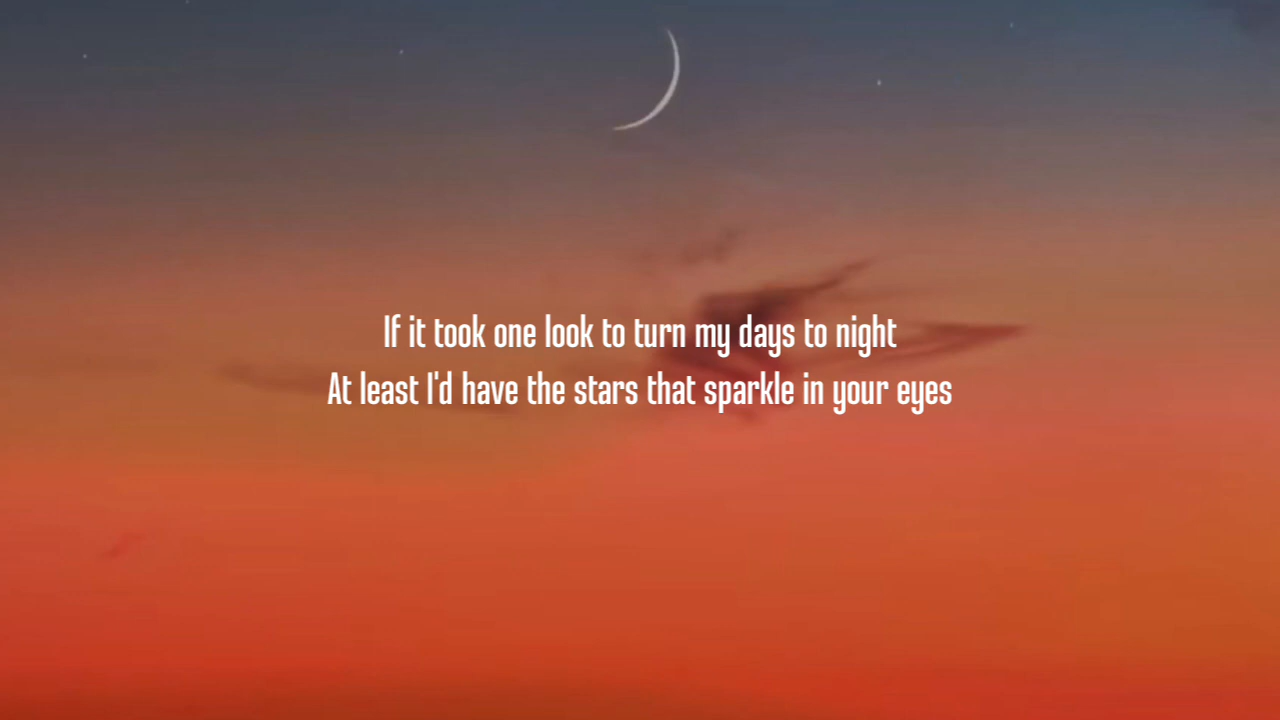 If it took one look to turn my days to night
At least I'd have the stars that sparkle in your eyes